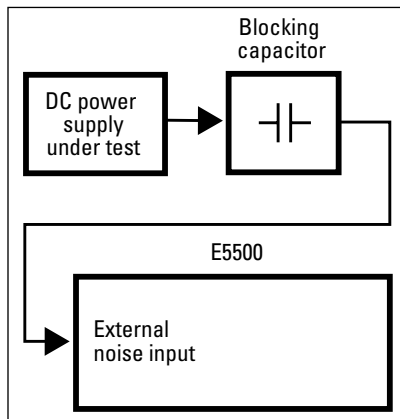 Blocking
capacitor
DC power
supply
under test
E5500
External
noise input